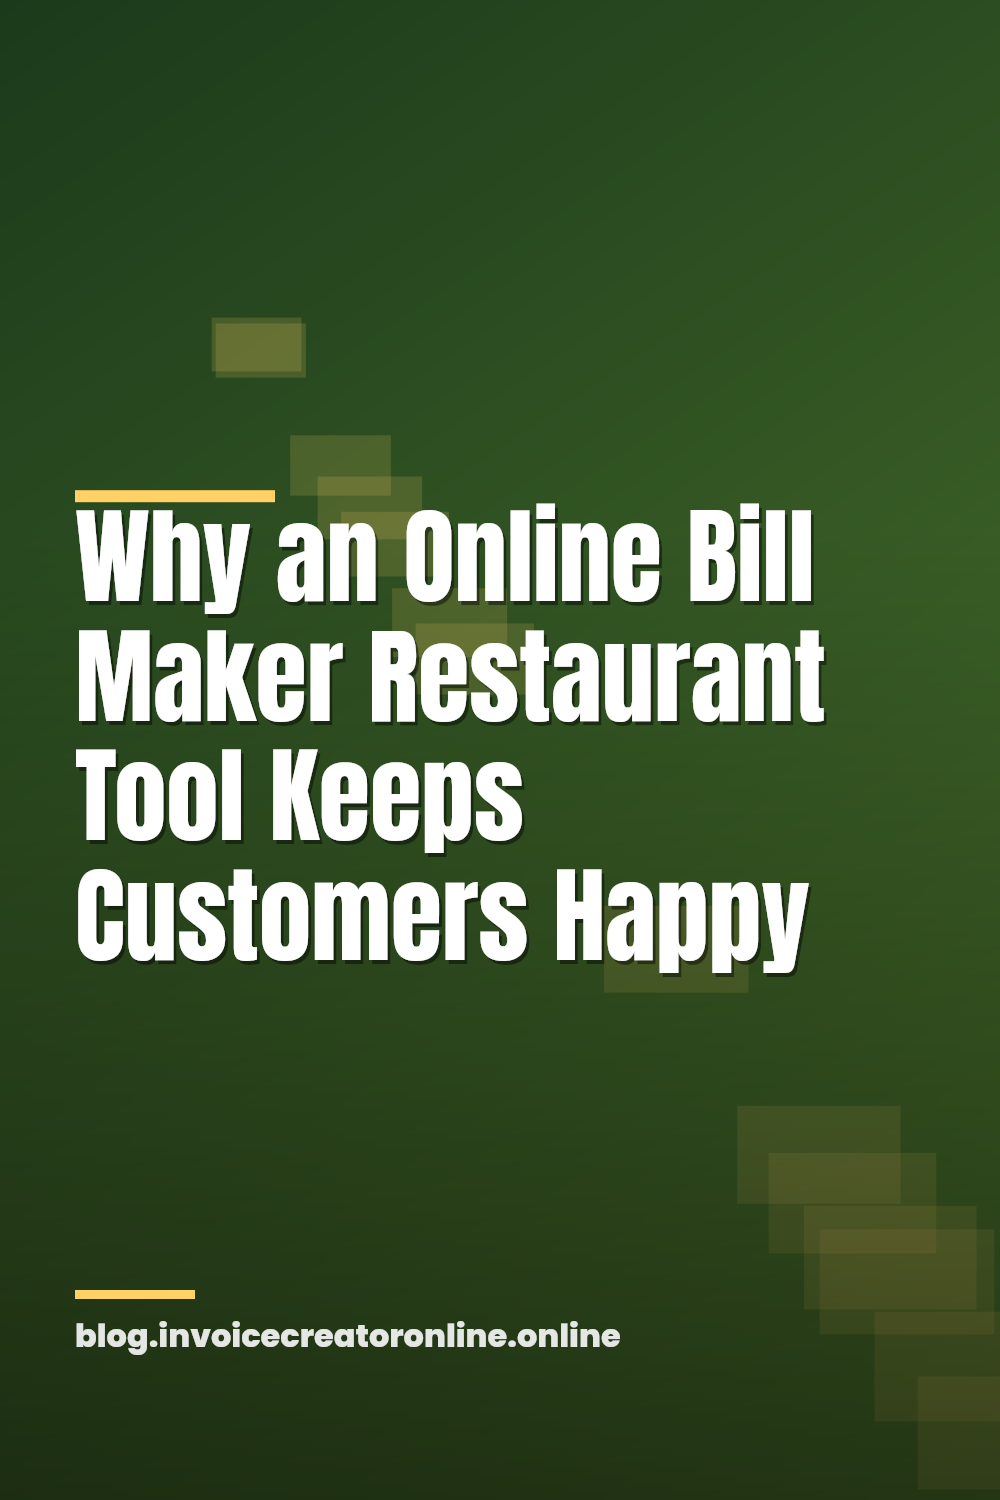 Why an Online Bill
Maker Restaurant
Tool Keeps
Customers Happy
blog.invoicecreatoronline.online